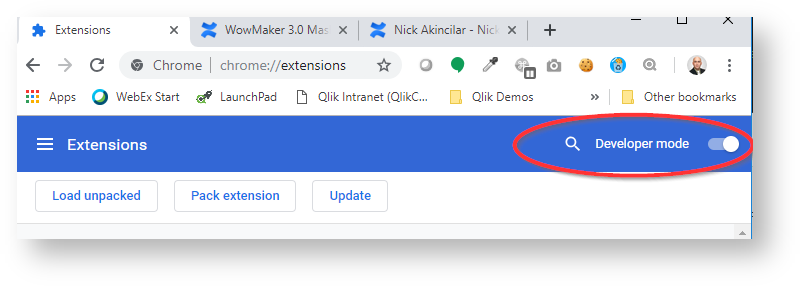 Extensions
WowMaker 3.0 Mas
Nick Akincilar - Nick
Chrome | chrome://extensions
Apps
WebEx Start
LaunchPad
Qlik Intranet (QlikC...
Qlik Demos
»
Other bookmarks
Extensions
Developer mode
Load unpacked
Pack extension
Update